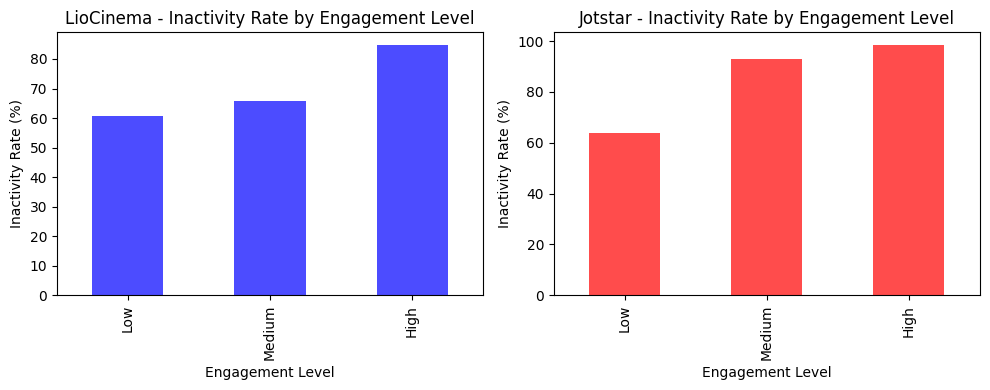 LioCinema - Inactivity Rate by Engagement Level
Inactivity Rate (%)
80
70
60
50
40
30
20
10
0
Low
Medium
High
Engagement Level
Jotstar - Inactivity Rate by Engagement Level
Inactivity Rate (%)
100
80
60
40
20
0
Low
Medium
High
Engagement Level